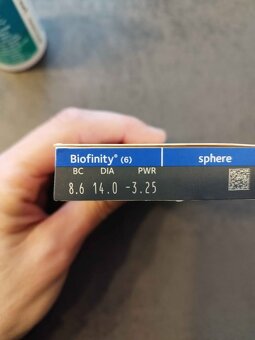 Biofinity® (6) sphere
BC DIA PWR
8.6 14.0 -3.25